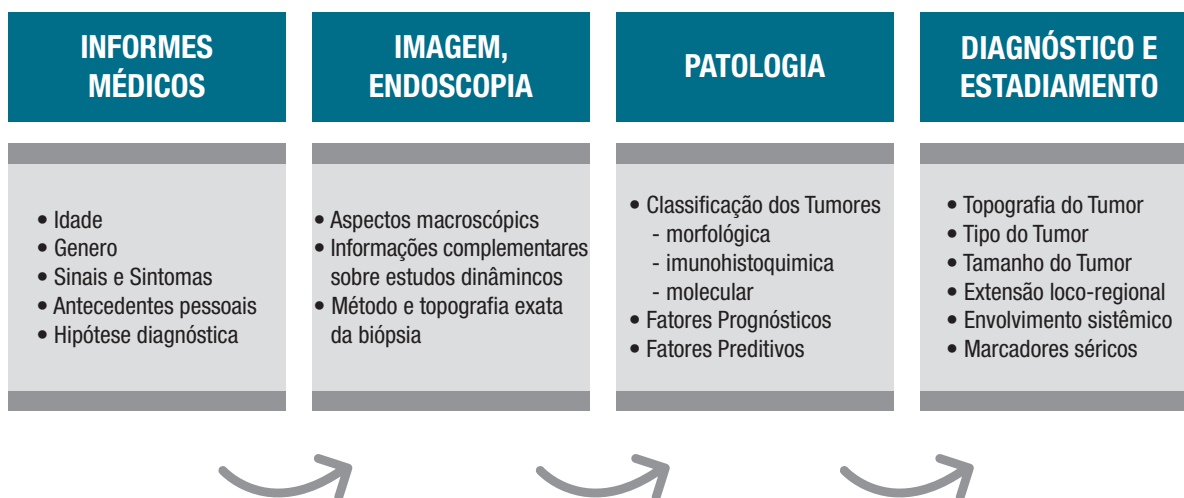 INFORMES
MÉDICOS
• Idade
• Genero
• Sinais e Sintomas
• Antecedentes pessoais
• Hipótese diagnóstica
IMAGEM,
ENDOSCOPIA
• Aspectos macroscópics
• Informações complementares
sobre estudos dinâmincos
• Método e topografia exata
da biópsia
PATOLOGIA
• Classificação dos Tumores
- morfológica
- imunohistoquimica
- molecular
• Fatores Prognósticos
• Fatores Preditivos
DIAGNÓSTICO E
ESTADIAMENTO
• Topografia do Tumor
• Tipo do Tumor
• Tamanho do Tumor
• Extensão loco-regional
• Envolvimento sistêmico
• Marcadores séricos